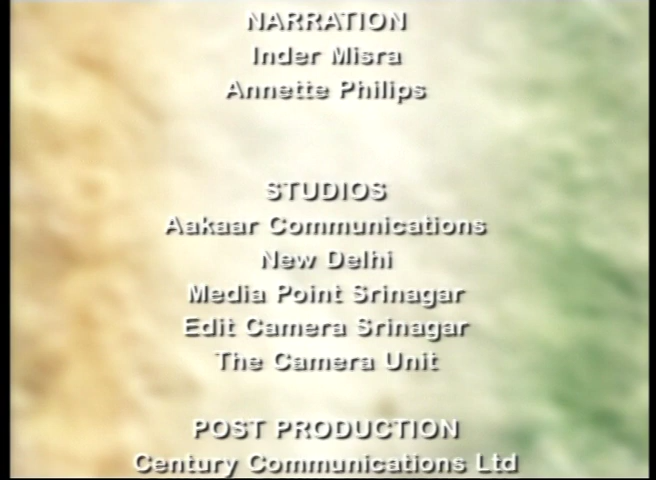 NARRATION
Inder Misra
Annette Philips
STUDIOS
Aakaar Communications
New Delhi
Media Point Srinagar
Edit Camera Srinagar
The Camera Unit
POST PRODUCTION
Century Communications Ltd